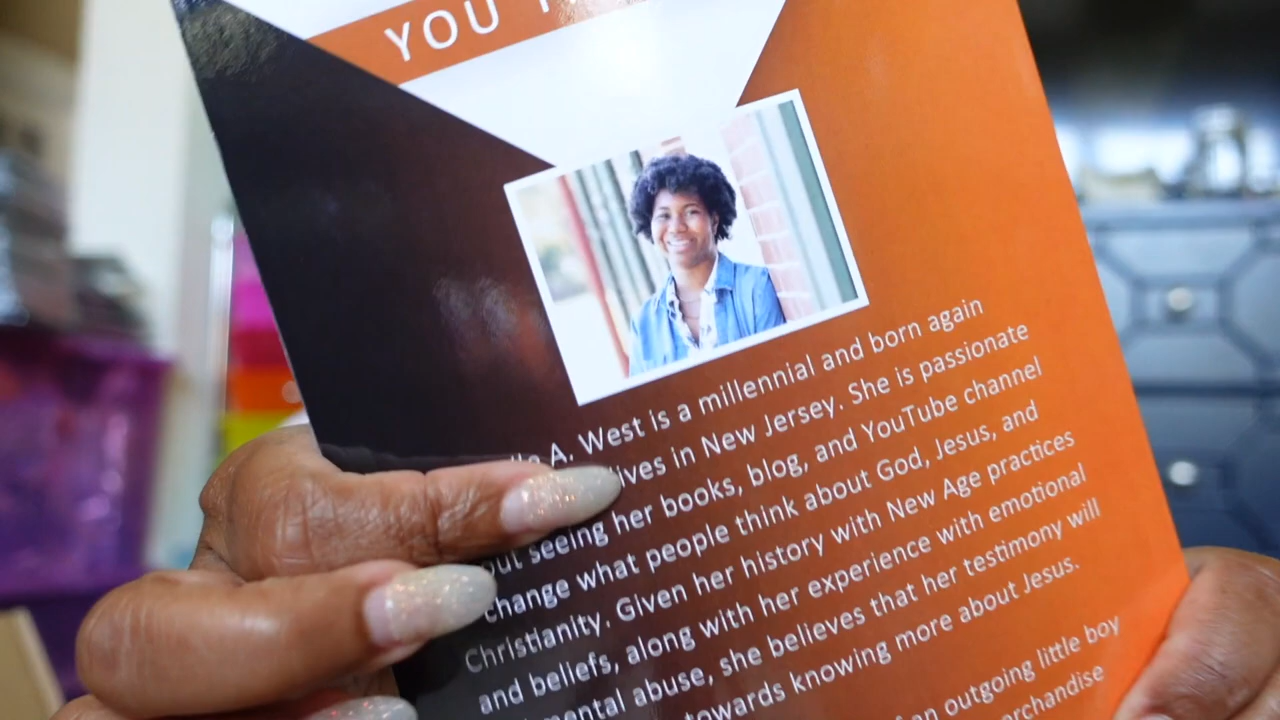 YOU
A. West is a millennial and born again
lives in New Jersey. She is passionate
out seeing her books, blog, and YouTube channel
change what people think about God, Jesus, and
Christianity. Given her history with New Age practices
and beliefs, along with her experience with emotional
mental abuse, she believes that her testimony will
towards knowing more about Jesus.
an outgoing little boy
erchandise